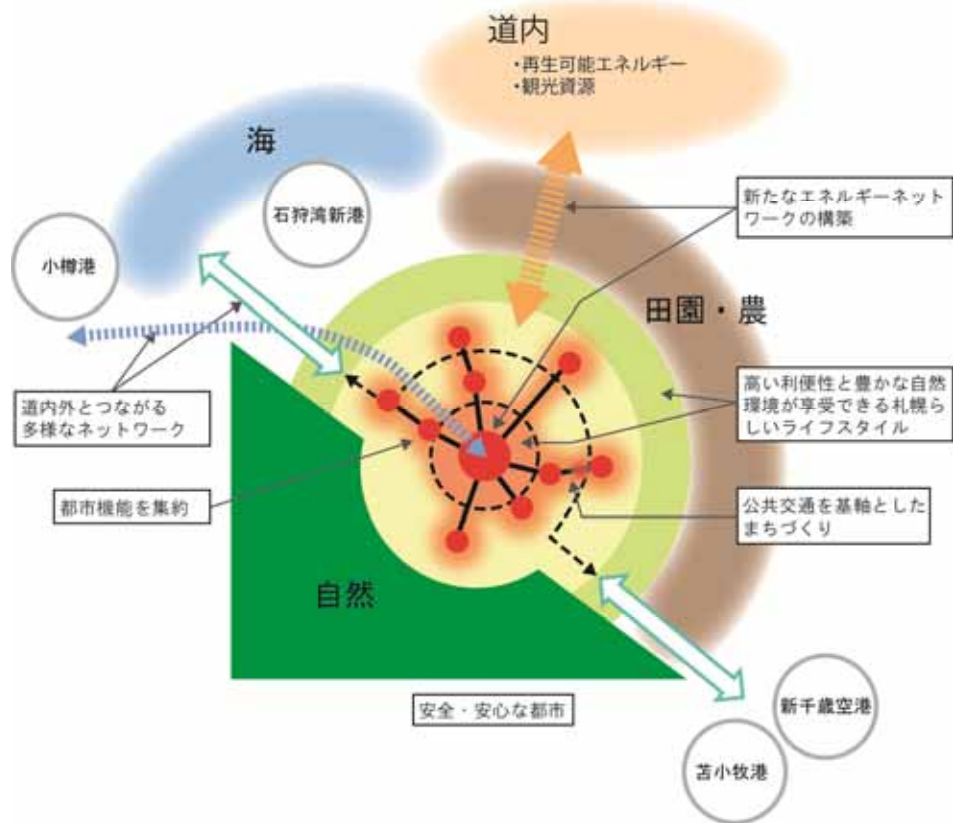 道内
・再生可能エネルギー
・観光資源
海
石狩湾新港
小樽港
新たなエネルギーネット
ワークの構築
田園・農
高い利便性と豊かな自然
環境が享受できる札幌ら
しいライフスタイル
道内外とつながる
多様なネットワーク
都市機能を集約
公共交通を基軸とした
まちづくり
自然
安全・安心な都市
新千歳空港
苫小牧港